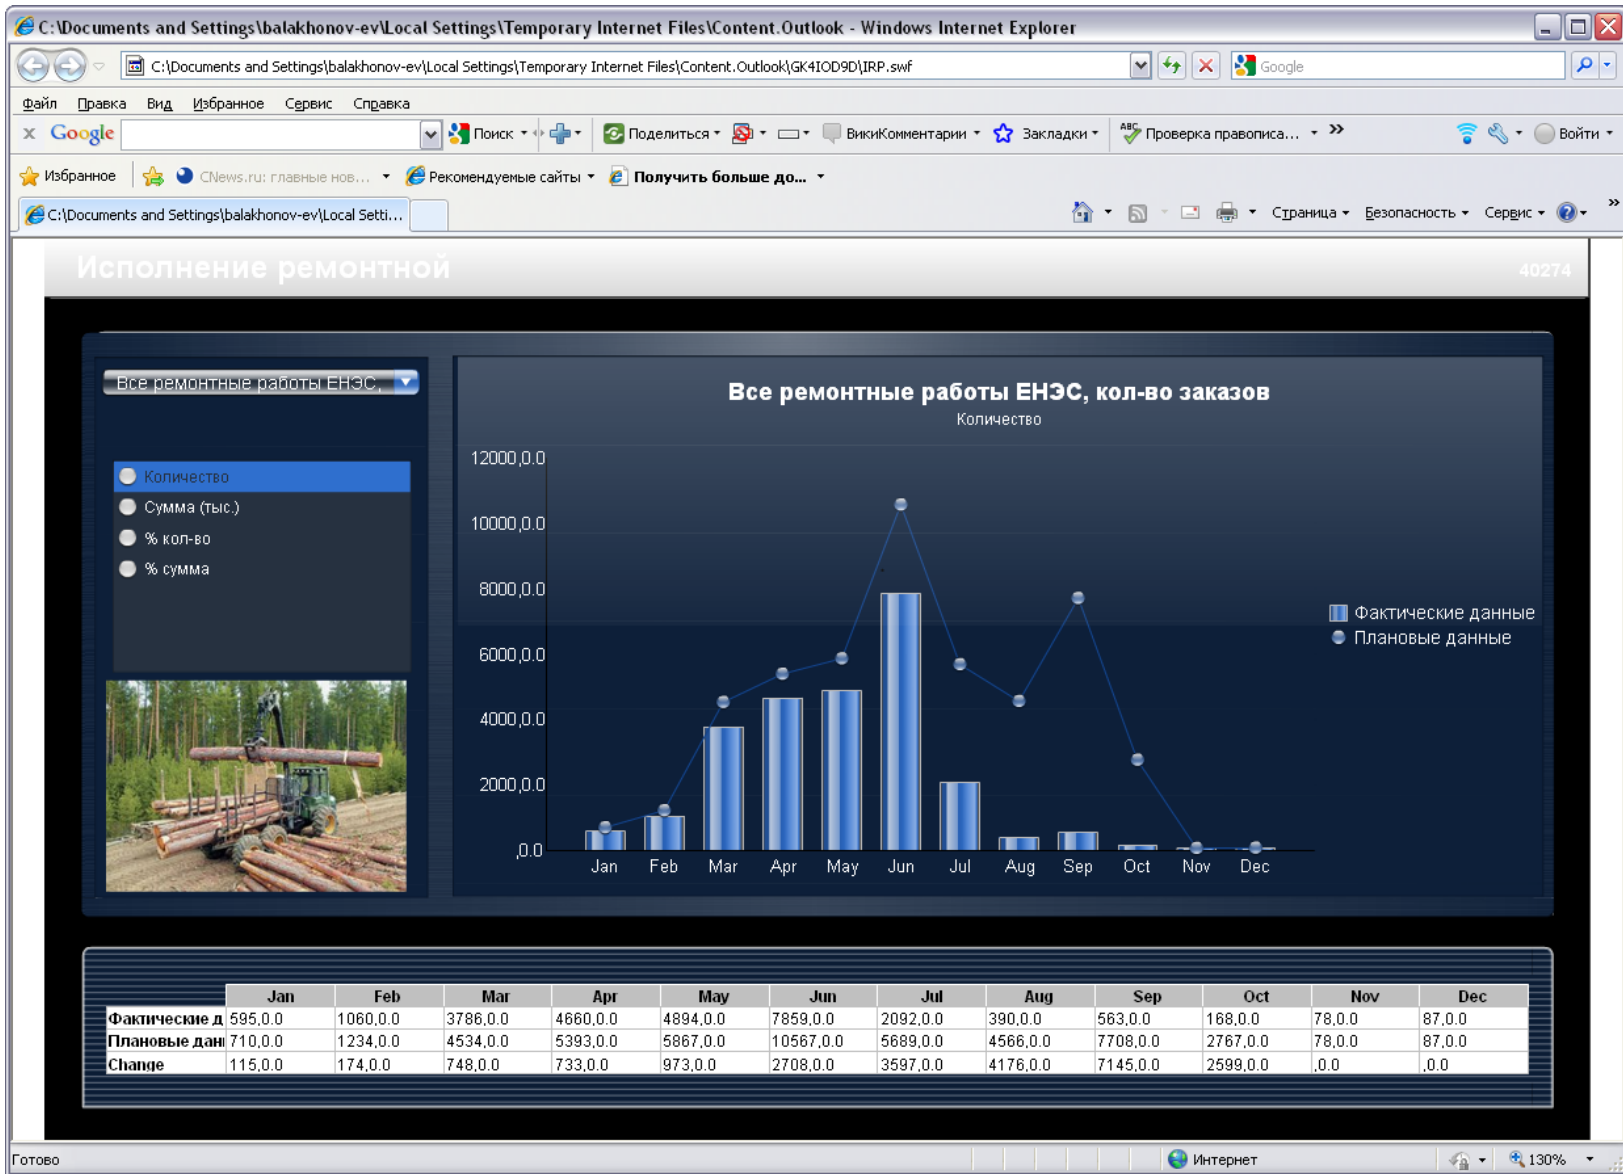 C:\Documents and Settings\balakhonov-ev\Local Settings\Temporary Internet Files\Content.Outlook - Windows Internet Explorer
C:\Documents and Settings\balakhonov-ev\Local Settings\Temporary Internet Files\Content.Outlook\GK4IOD9D\IRP.swf Google
Файл Правка Вид Избранное Сервис Справка
x Google Поиск Поделиться ВикиКомментарии Закладки ABC Проверка правописа... Войти
Избранное CNews.ru: главные нов... Рекомендуемые сайты Получить больше до...
C:\Documents and Settings\balakhonov-ev\Local Setti... Страница Безопасность Сервис
Исполнение ремонтной 40274
Все ремонтные работы ЕНЭС,
Количество
Сумма (тыс.)
% кол-во
% сумма
Все ремонтные работы ЕНЭС, кол-во заказов
Количество
12000,0.0
10000,0.0
8000,0.0
6000,0.0
4000,0.0
2000,0.0
,0.0
Jan Feb Mar Apr May Jun Jul Aug Sep Oct Nov Dec
Фактические данные
Плановые данные
Jan Feb Mar Apr May Jun Jul Aug Sep Oct Nov Dec
Фактические д 595,0.0 1060,0.0 3786,0.0 4660,0.0 4894,0.0 7859,0.0 2092,0.0 390,0.0 563,0.0 168,0.0 78,0.0 87,0.0
Плановые дан 710,0.0 1234,0.0 4534,0.0 5393,0.0 5867,0.0 10567,0.0 5689,0.0 4566,0.0 7708,0.0 2767,0.0 78,0.0 87,0.0
Change 115,0.0 174,0.0 748,0.0 733,0.0 973,0.0 2708,0.0 3597,0.0 4176,0.0 7145,0.0 2599,0.0 ,0.0 ,0.0
Готово Интернет 130%